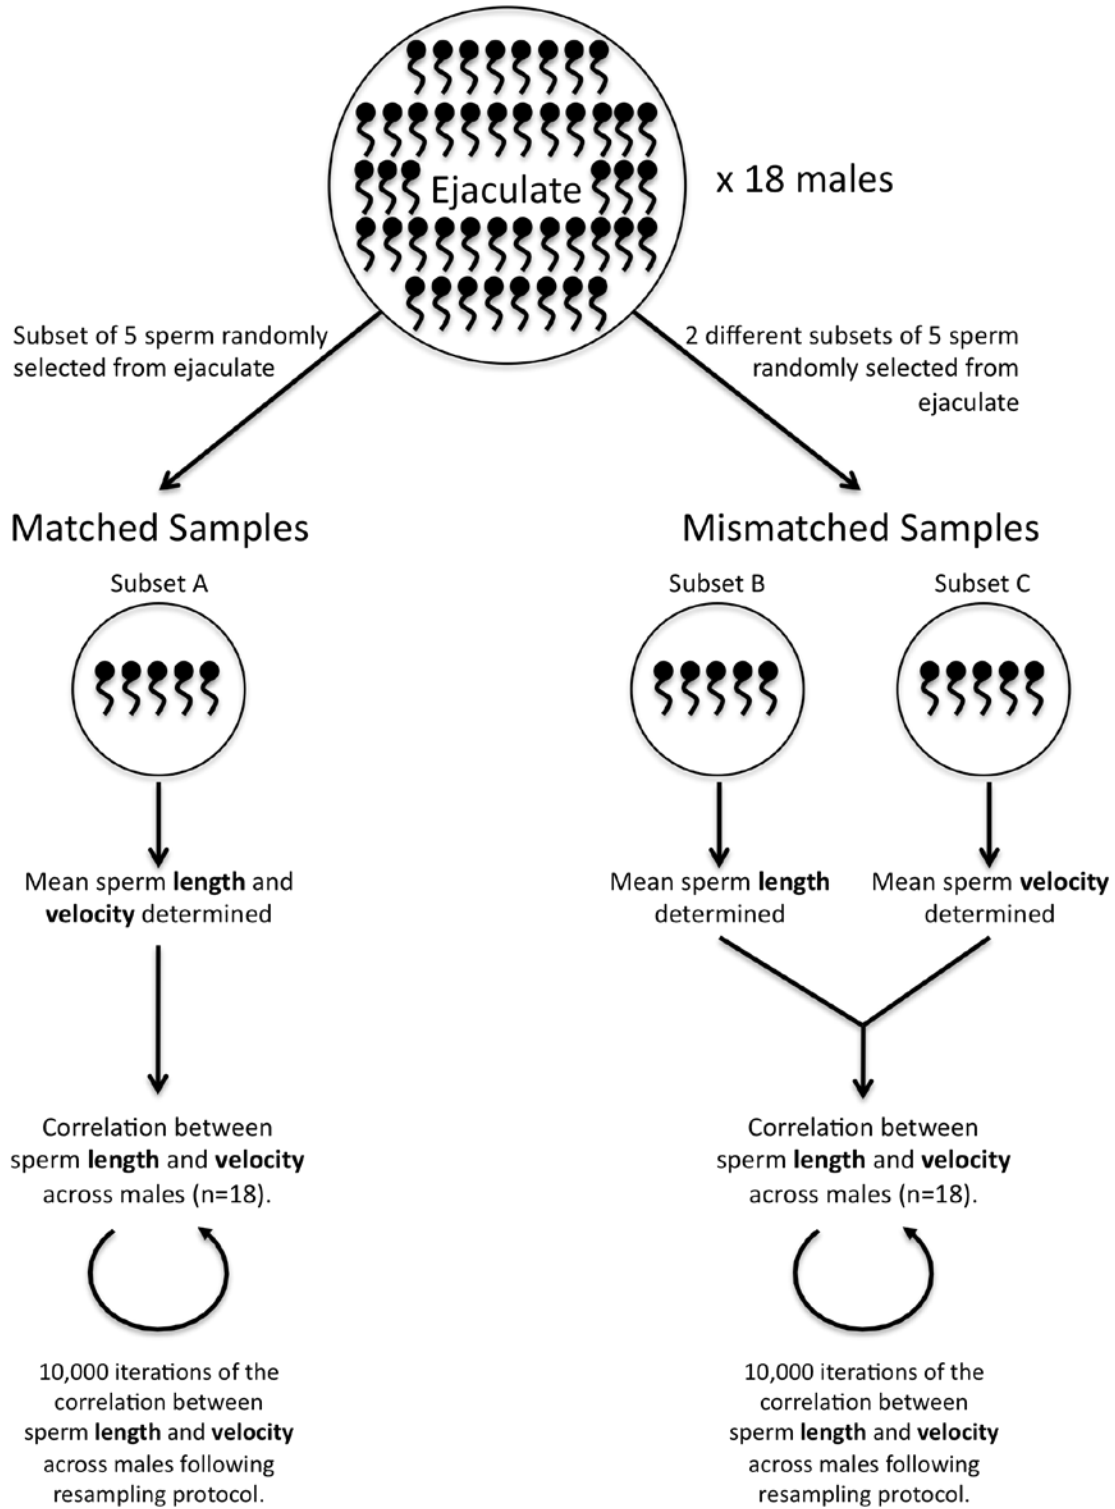 Ejaculate
x 18 males
Subset of 5 sperm randomly
selected from ejaculate
2 different subsets of 5 sperm
randomly selected from
ejaculate
Matched Samples
Mismatched Samples
Subset A
Subset B
Subset C
Mean sperm length and
velocity determined
Mean sperm length
determined
Mean sperm velocity
determined
Correlation between
sperm length and velocity
across males (n=18).
Correlation between
sperm length and velocity
across males (n=18).
10,000 iterations of the
correlation between
sperm length and velocity
across males following
resampling protocol.
10,000 iterations of the
correlation between
sperm length and velocity
across males following
resampling protocol.